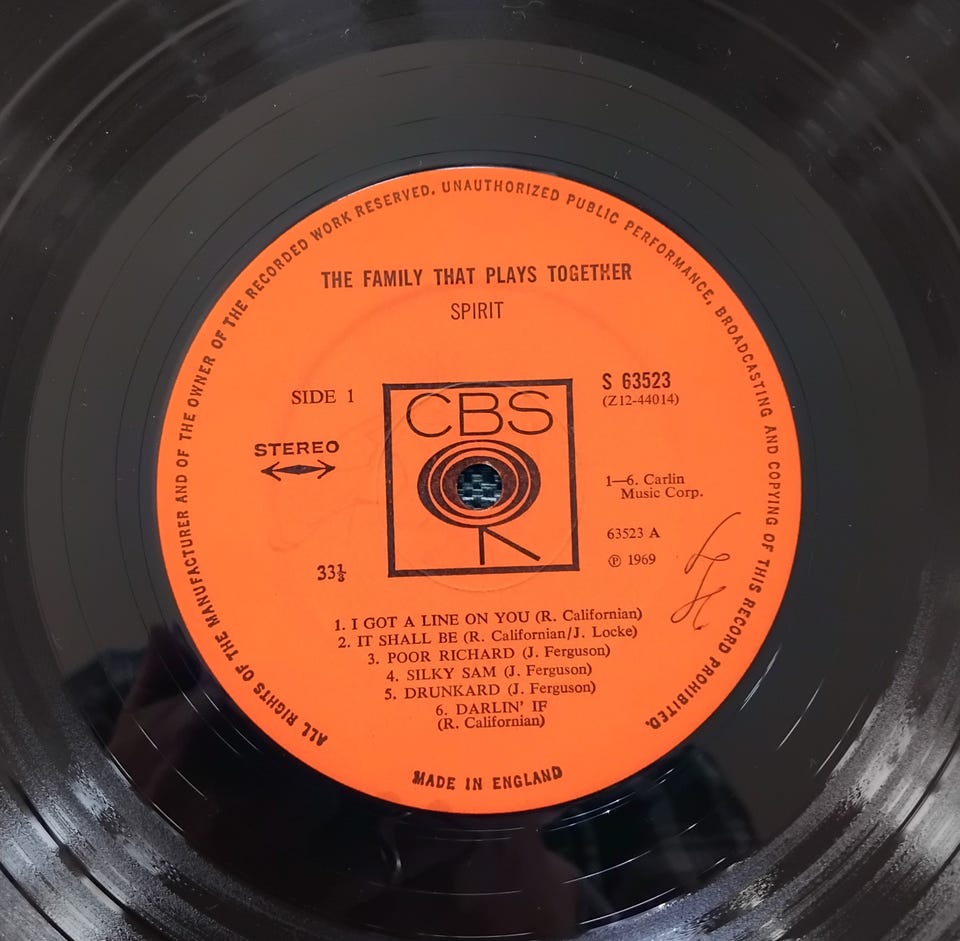 ALL RIGHTS OF THE MANUFACTURER AND OF THE OWNER OF THE RECORDED WORK RESERVED. UNAUTHORIZED PUBLIC PERFORMANCE, BROADCASTING AND COPYING OF THIS RECORD PROHIBITED.
THE FAMILY THAT PLAYS TOGETHER
SPIRIT
SIDE 1
STEREO
33⅓
CBS
S 63523
(Z12-44014)
1—6. Carlin
Music Corp.
63523 A
℗ 1969
1. I GOT A LINE ON YOU (R. Californian)
2. IT SHALL BE (R. Californian/J. Locke)
3. POOR RICHARD (J. Ferguson)
4. SILKY SAM (J. Ferguson)
5. DRUNKARD (J. Ferguson)
6. DARLIN' IF
(R. Californian)
MADE IN ENGLAND